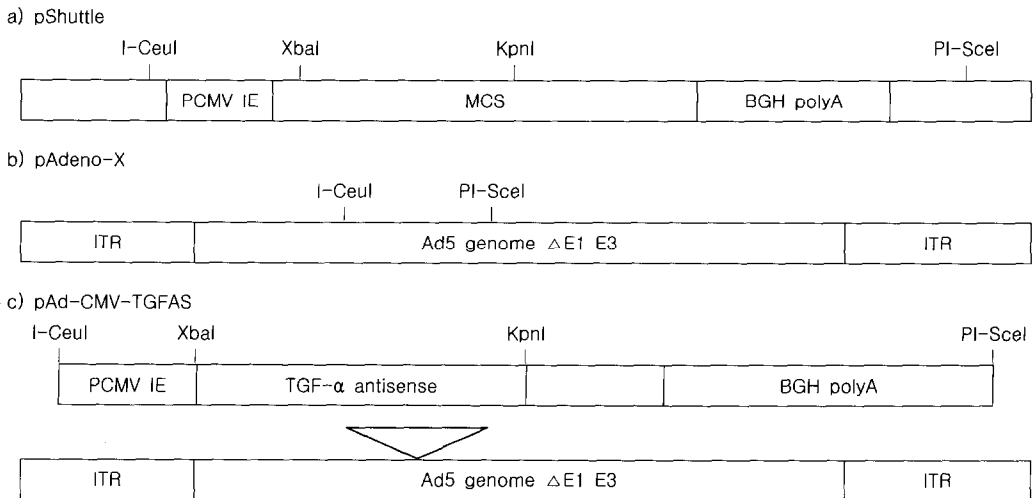 a) pShuttle
I-CeuI XbaI KpnI PI-SceI
PCMV IE MCS BGH polyA
b) pAdeno-X
I-CeuI PI-SceI
ITR Ad5 genome △E1 E3 ITR
c) pAd-CMV-TGFAS
I-CeuI XbaI KpnI PI-SceI
PCMV IE TGF-α antisense BGH polyA
ITR Ad5 genome △E1 E3 ITR